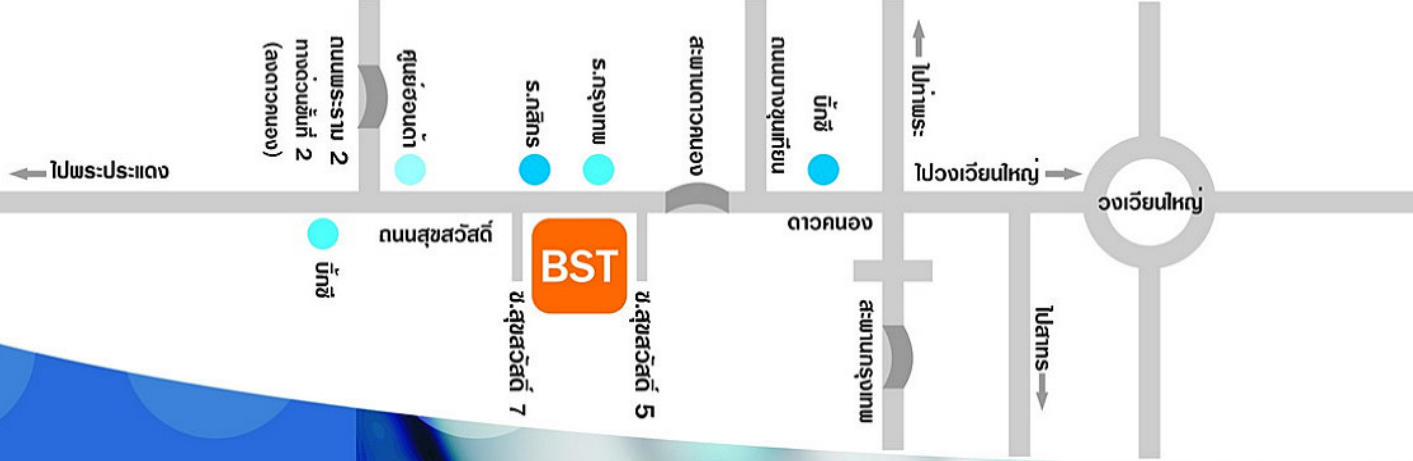 ถนนพระราม 2
ทางด่วนขั้นที่ 2
(ลงดาวคนอง)
ศูนย์ฮอนด้า
ธ.กสิกร
ธ.กรุงเทพ
สะพานดาวคนอง
ถนนบางขุนเทียน
บิ๊กซี
ไปท่าพระ
ไปพระประแดง
ไปวงเวียนใหญ่
วงเวียนใหญ่
ถนนสุขสวัสดิ์
ดาวคนอง
บิ๊กซี
BST
ซ.สุขสวัสดิ์ 7
ซ.สุขสวัสดิ์ 5
สะพานกรุงเทพ
ไปสาทร